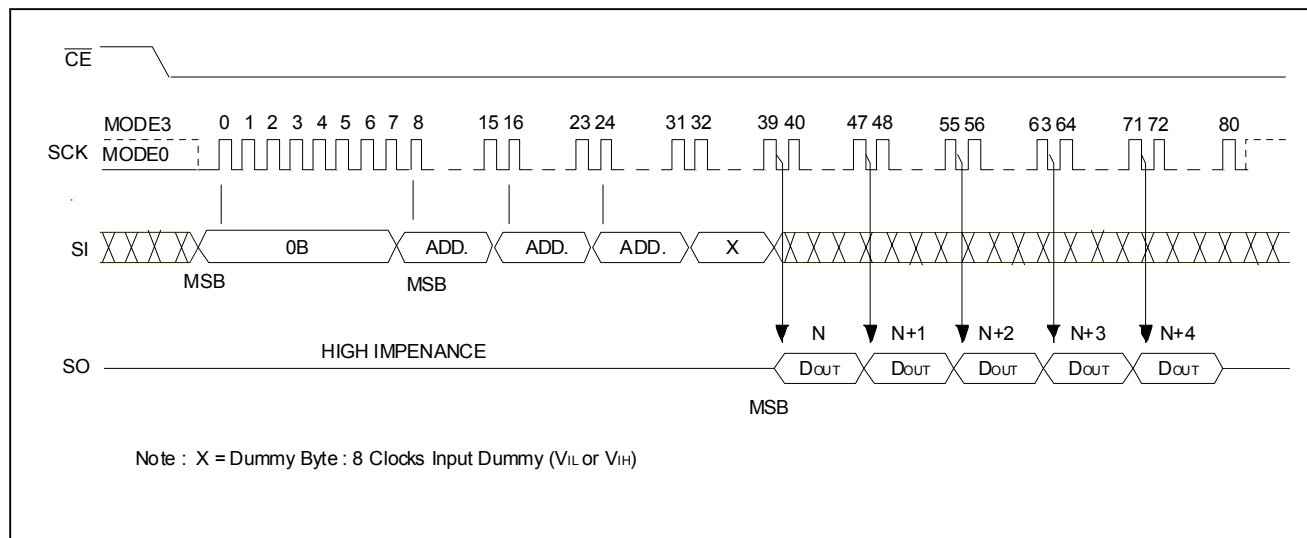 CE
MODE3 0 1 2 3 4 5 6 7 8 15 16 23 24 31 32 39 40 47 48 55 56 63 64 71 72 80
SCK MODE0
SI 0B ADD. ADD. ADD. X
MSB MSB
N N+1 N+2 N+3 N+4
HIGH IMPENANCE
SO DOUT DOUT DOUT DOUT DOUT
MSB
Note : X = Dummy Byte : 8 Clocks Input Dummy (VIL or VIH)